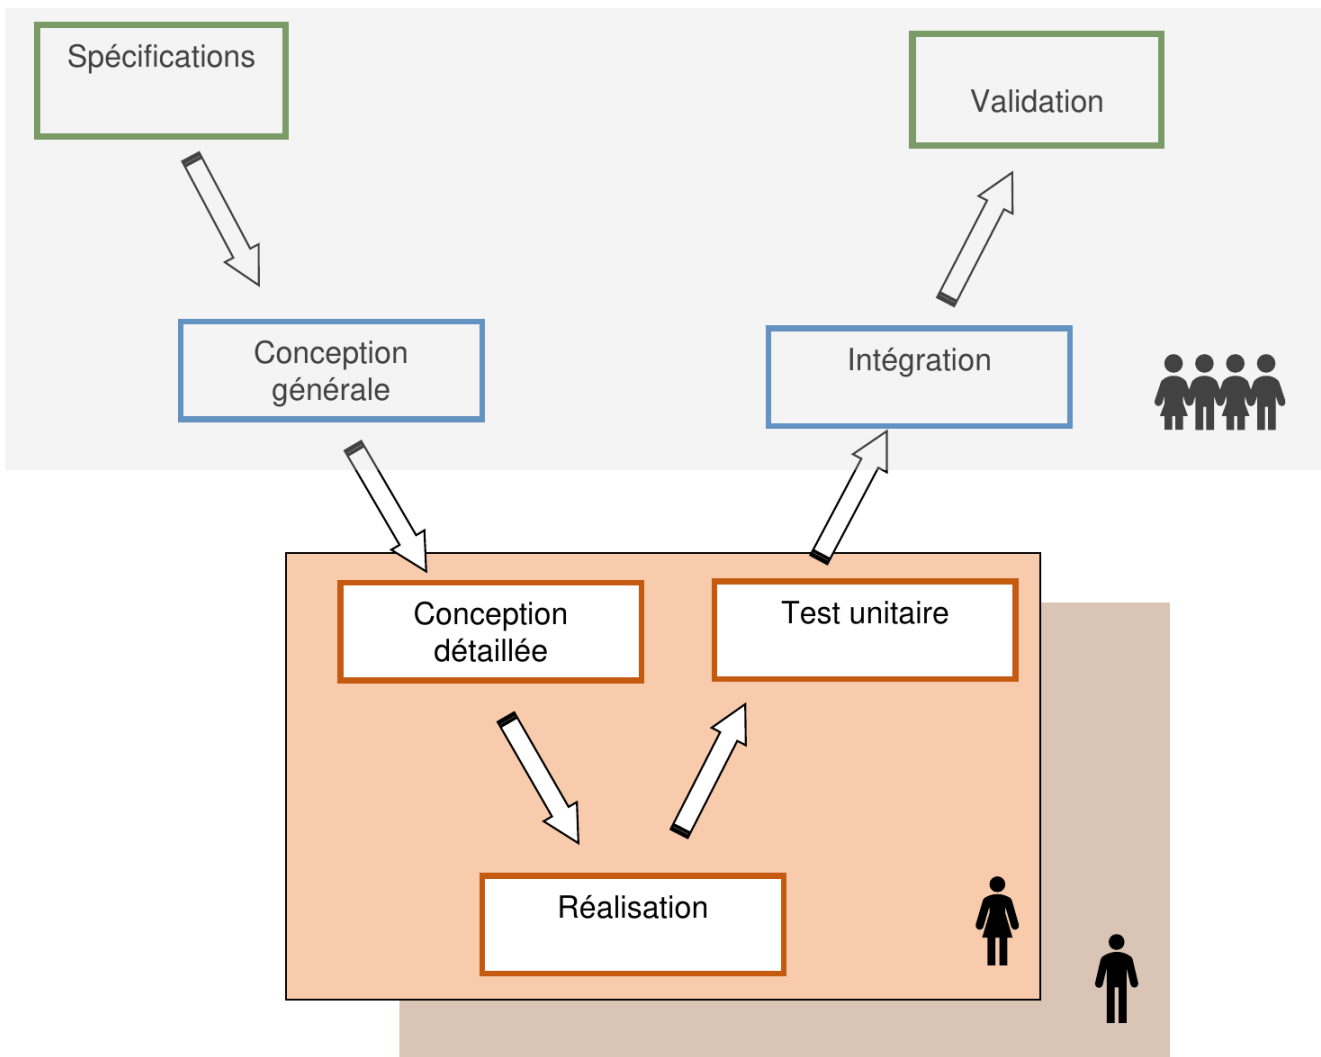 Spécifications
Validation
Conception
générale
Intégration
Conception
détaillée
Test unitaire
Réalisation